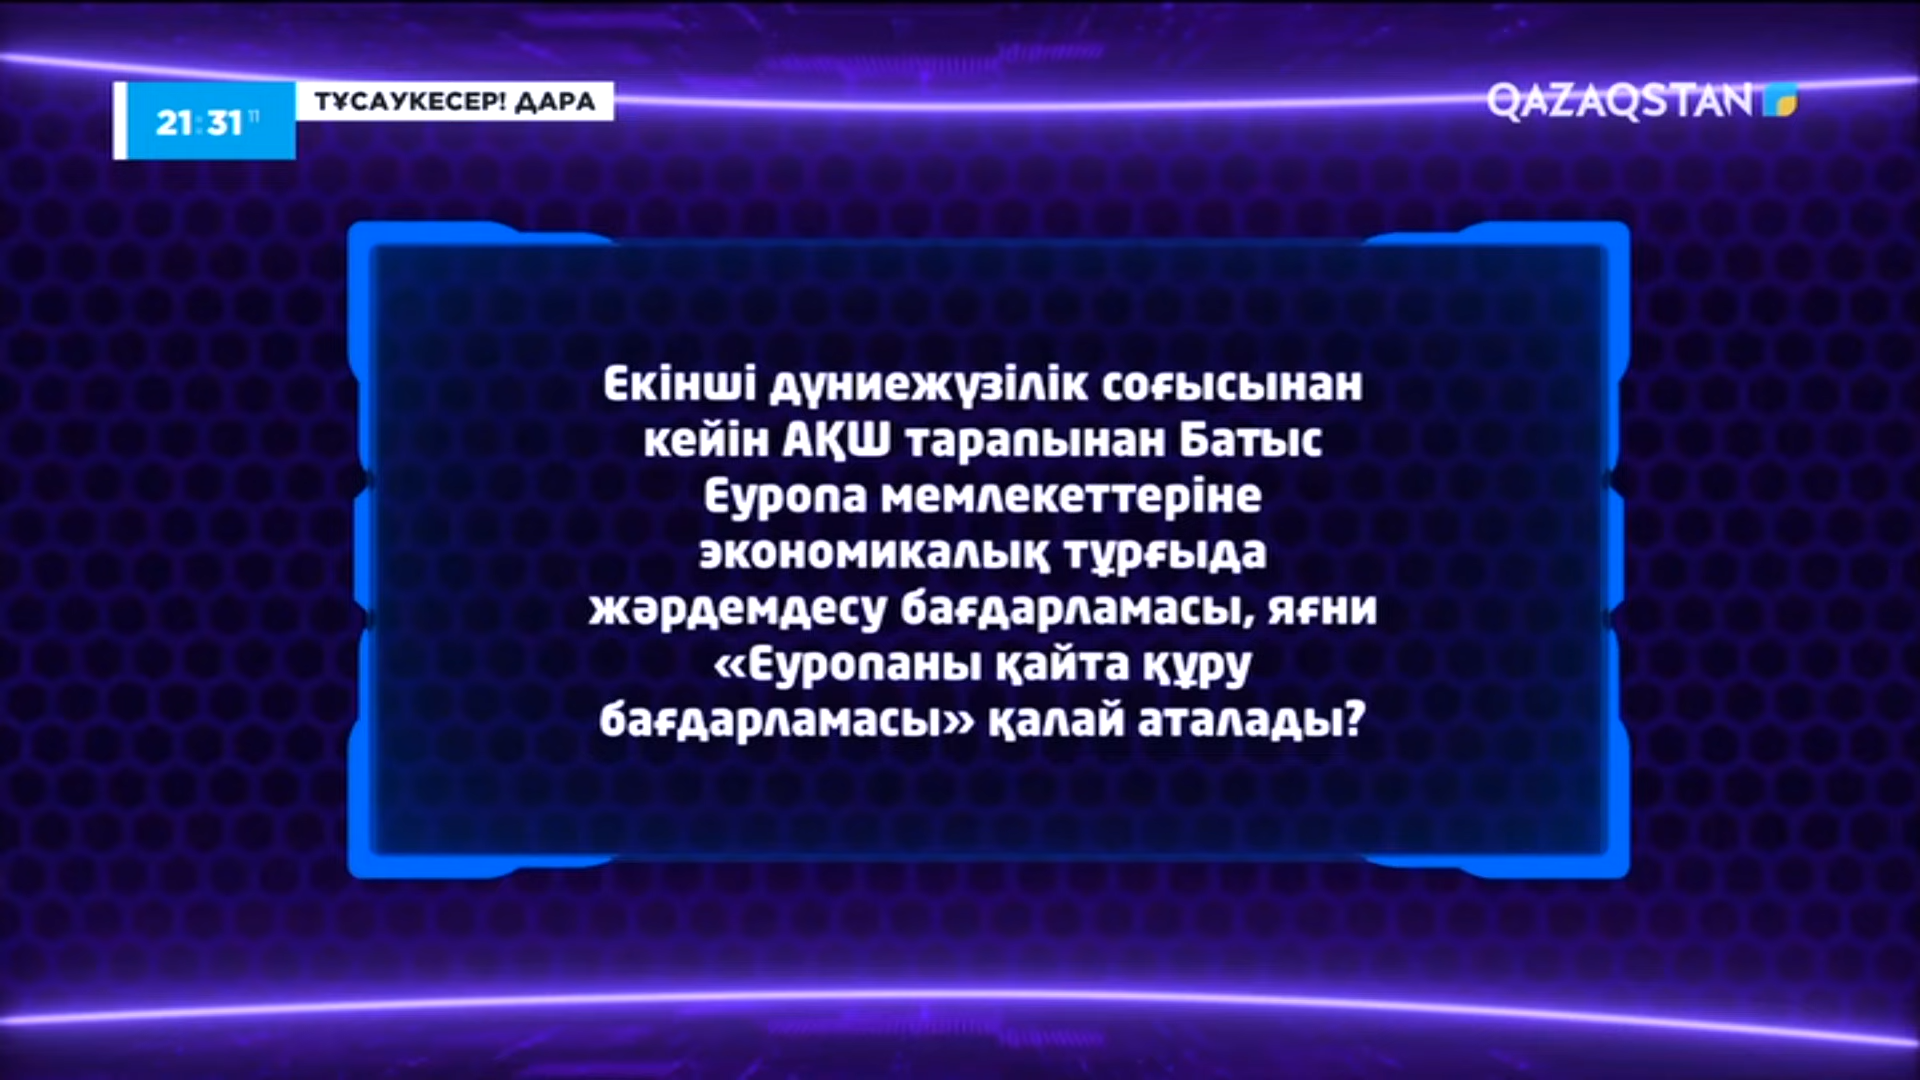 21:31 11
ТҰСАУКЕСЕР! ДАРА
QAZAQSTAN
Екінші дүниежүзілік соғысынан
кейін АҚШ тарапынан Батыс
Еуропа мемлекеттеріне
экономикалық тұрғыда
жәрдемдесу бағдарламасы, яғни
«Еуропаны қайта құру
бағдарламасы» қалай аталады?